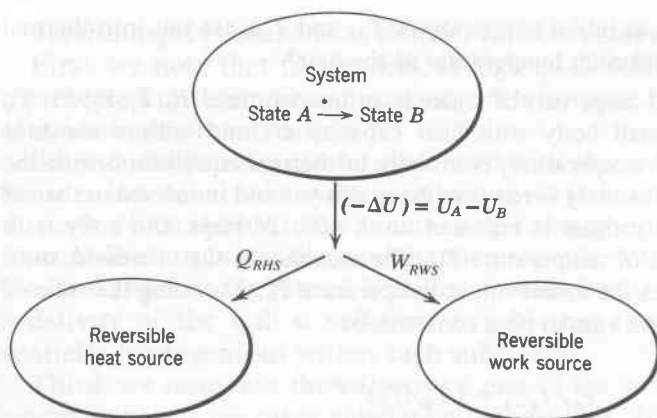 System
State A → State B
(−ΔU) ≡ U_A − U_B
Q_RHS
W_RWS
Reversible
heat source
Reversible
work source